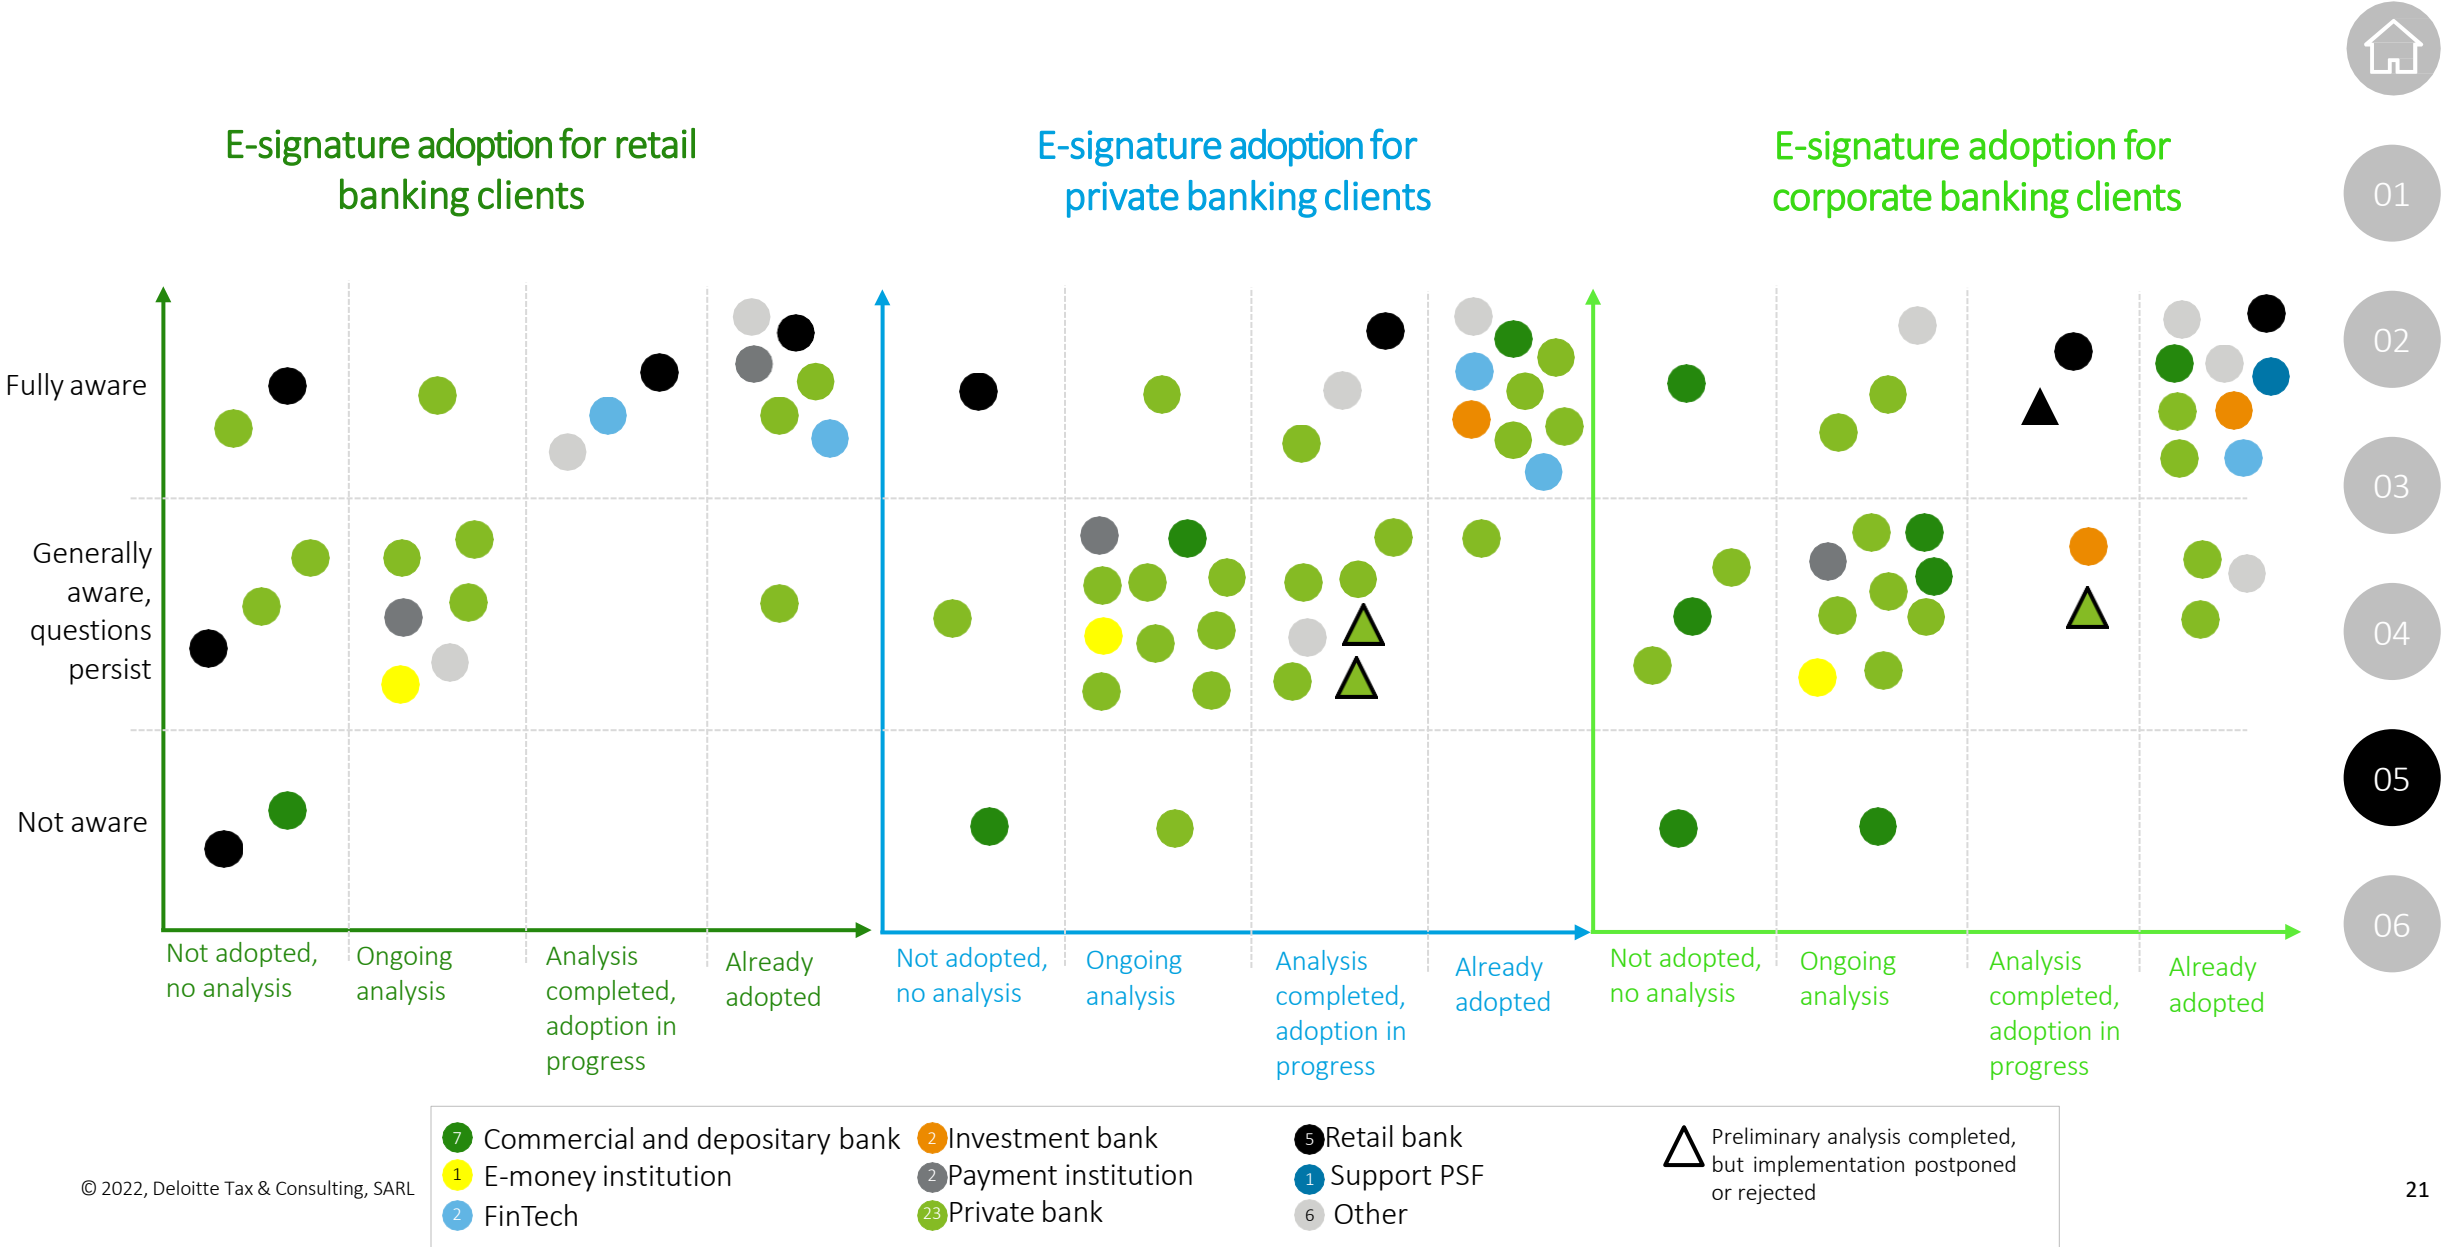 E-signature adoption for retail
banking clients
E-signature adoption for
private banking clients
E-signature adoption for
corporate banking clients
01
02
03
04
05
06
Fully aware
Generally
aware,
questions
persist
Not aware
Not adopted,
no analysis
Ongoing
analysis
Analysis
completed,
adoption in
progress
Already
adopted
Not adopted,
no analysis
Ongoing
analysis
Analysis
completed,
adoption in
progress
Already
adopted
Not adopted,
no analysis
Ongoing
analysis
Analysis
completed,
adoption in
progress
Already
adopted
7 Commercial and depositary bank
1 E-money institution
2 FinTech
2 Investment bank
2 Payment institution
23 Private bank
5 Retail bank
1 Support PSF
6 Other
Preliminary analysis completed,
but implementation postponed
or rejected
© 2022, Deloitte Tax & Consulting, SARL
21